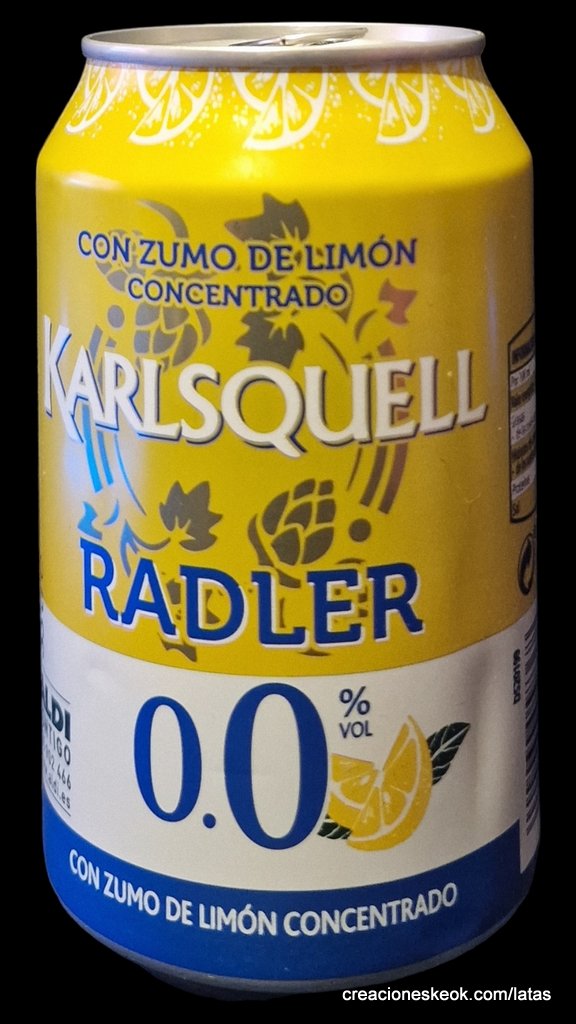 CON ZUMO DE LIMÓN
CONCENTRADO
KARLSQUELL
RADLER
0.0 % VOL
CON ZUMO DE LIMÓN CONCENTRADO
creacioneskeok.com/latas